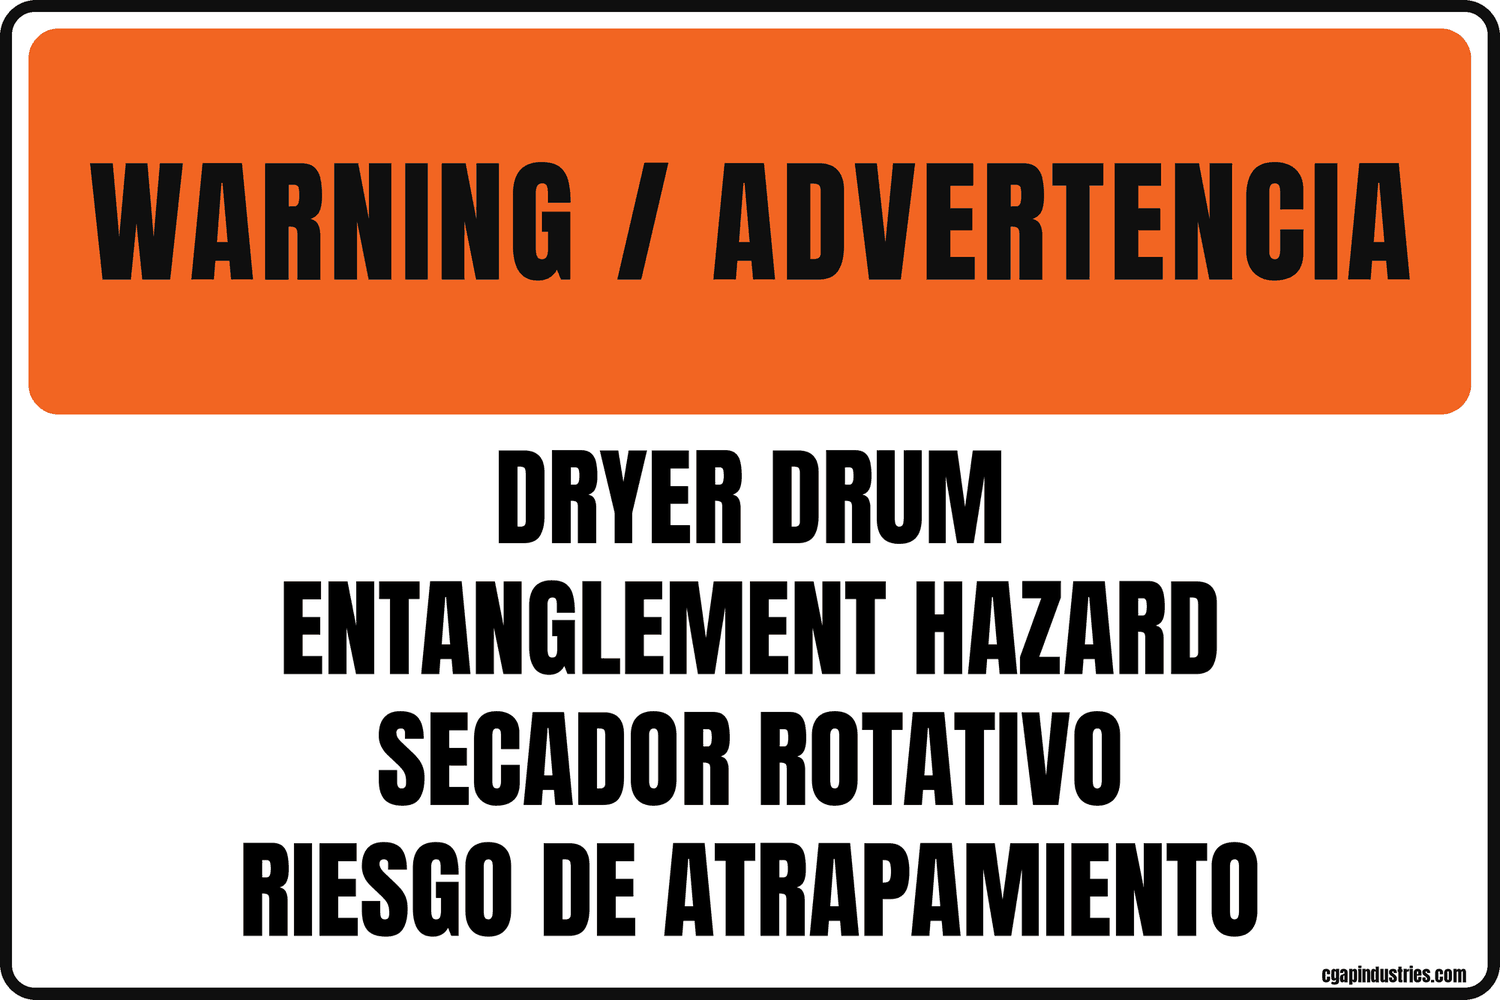 WARNING / ADVERTENCIA
DRYER DRUM
ENTANGLEMENT HAZARD
SECADOR ROTATIVO
RIESGO DE ATRAPAMIENTO
cgapindustries.com